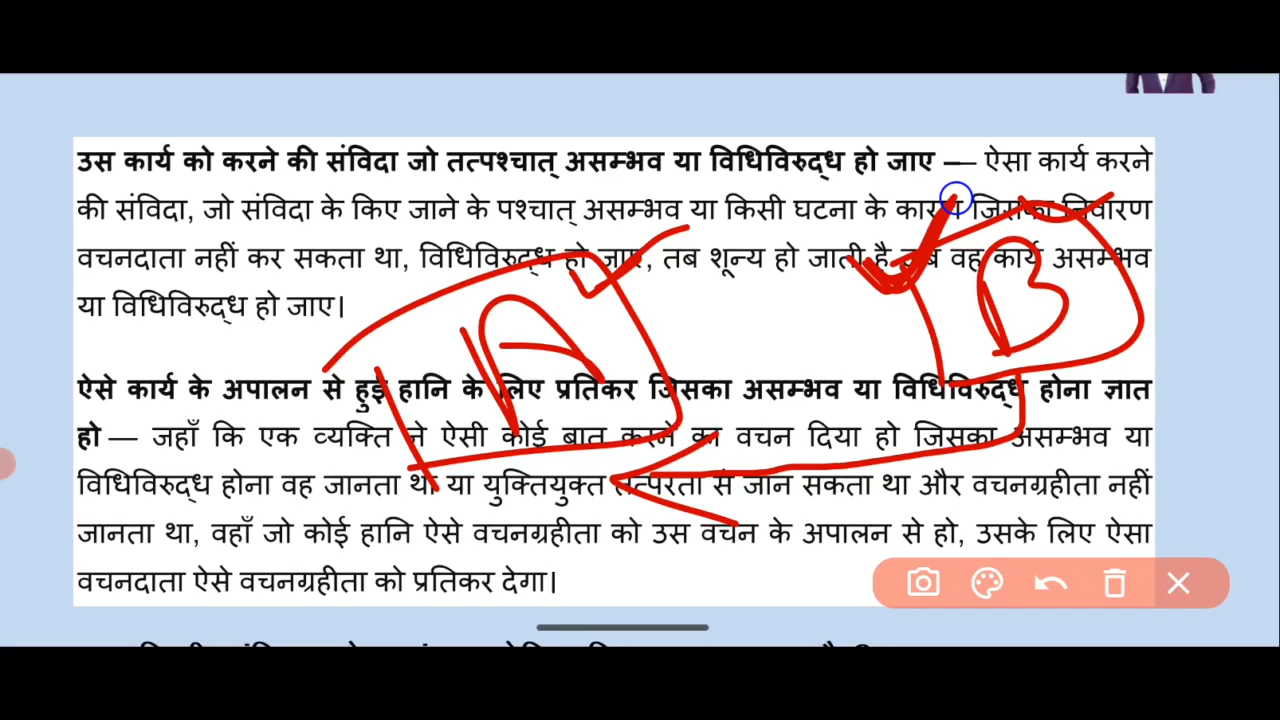 उस कार्य को करने की संविदा जो तत्पश्चात् असम्भव या विधिविरुद्ध हो जाए — ऐसा कार्य करने
की संविदा, जो संविदा के किए जाने के पश्चात् असम्भव या किसी घटना के कारण जिसका निवारण
वचनदाता नहीं कर सकता था, विधिविरुद्ध हो जाए, तब शून्य हो जाती है जब वह कार्य असम्भव
या विधिविरुद्ध हो जाए।
A
B
ऐसे कार्य के अपालन से हुई हानि के लिए प्रतिकर जिसका असम्भव या विधिविरुद्ध होना ज्ञात
हो — जहाँ कि एक व्यक्ति ने ऐसी कोई बात करने का वचन दिया हो जिसका असम्भव या
विधिविरुद्ध होना वह जानता था या युक्तियुक्त तत्परता से जान सकता था और वचनग्रहीता नहीं
जानता था, वहाँ जो कोई हानि ऐसे वचनग्रहीता को उस वचन के अपालन से हो, उसके लिए ऐसा
वचनदाता ऐसे वचनग्रहीता को प्रतिकर देगा।